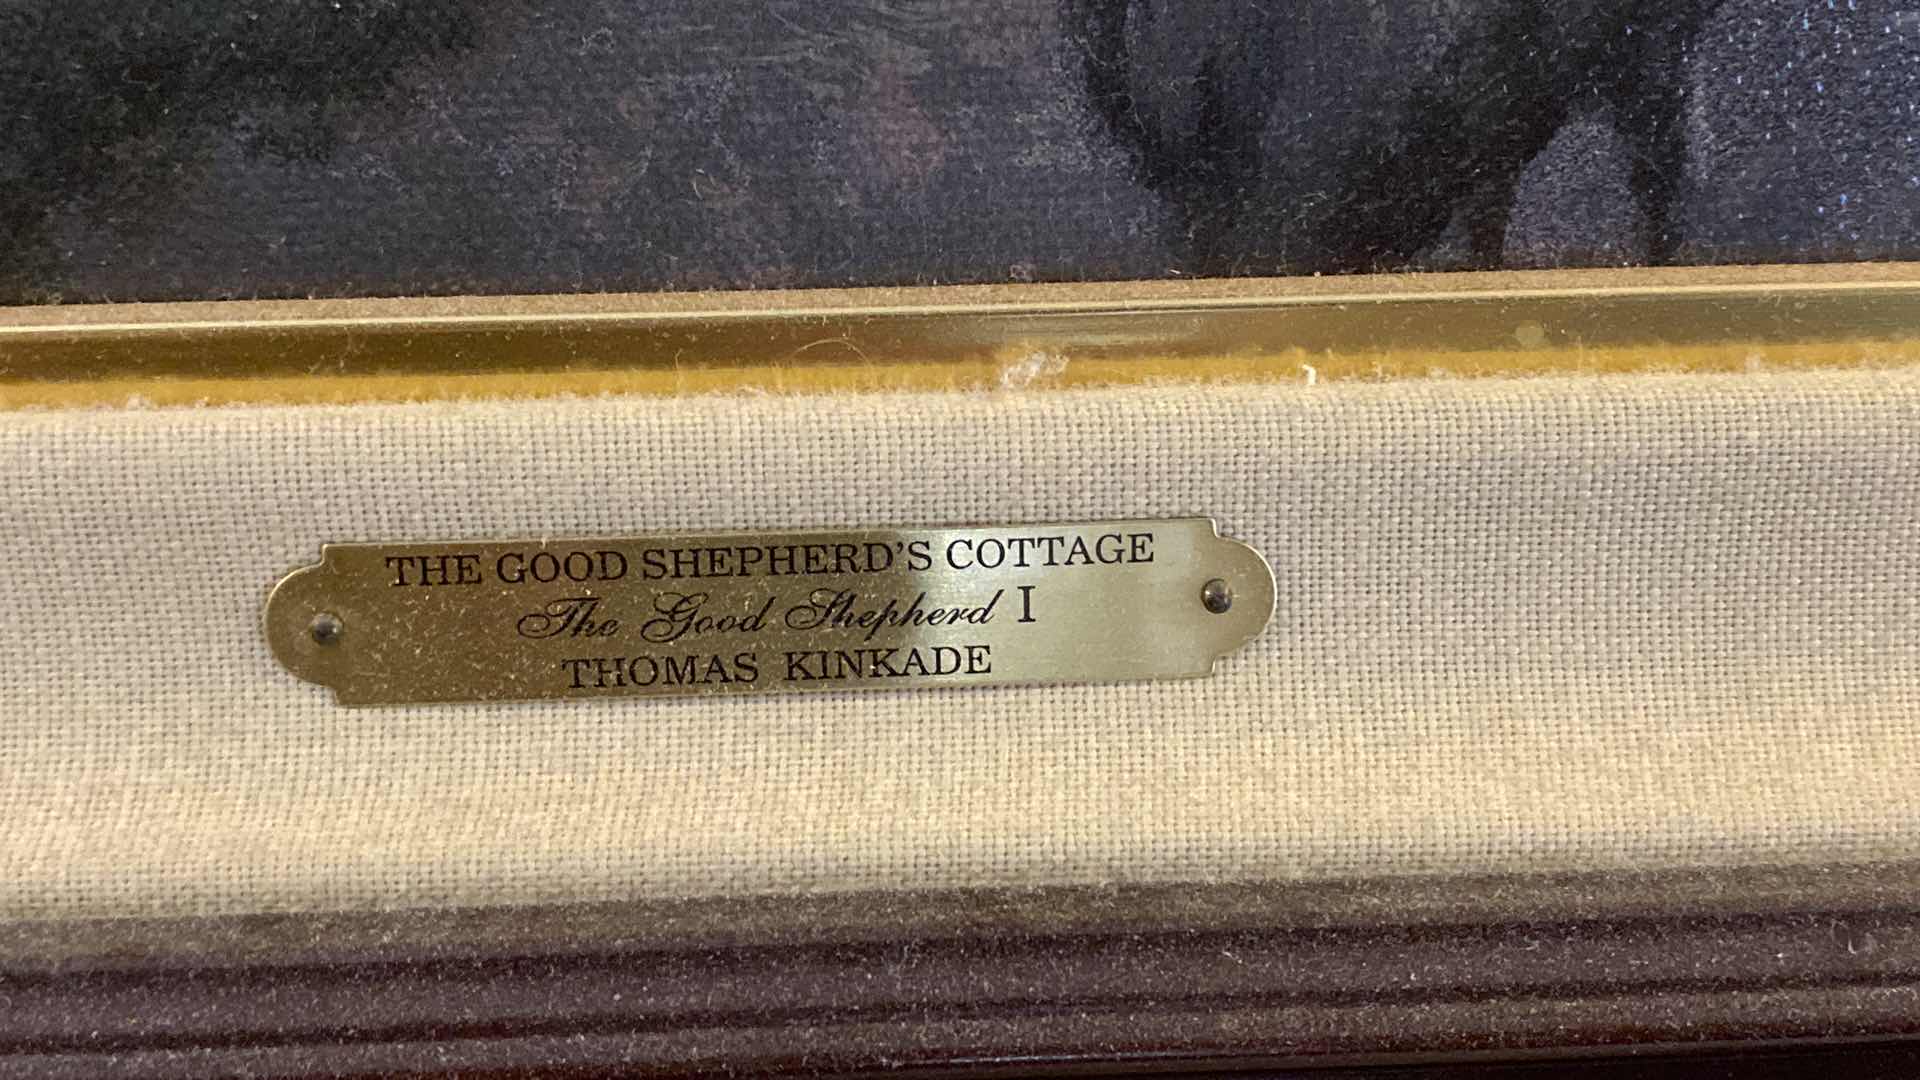 THE GOOD SHEPHERD'S COTTAGE
The Good Shepherd I
THOMAS KINKADE